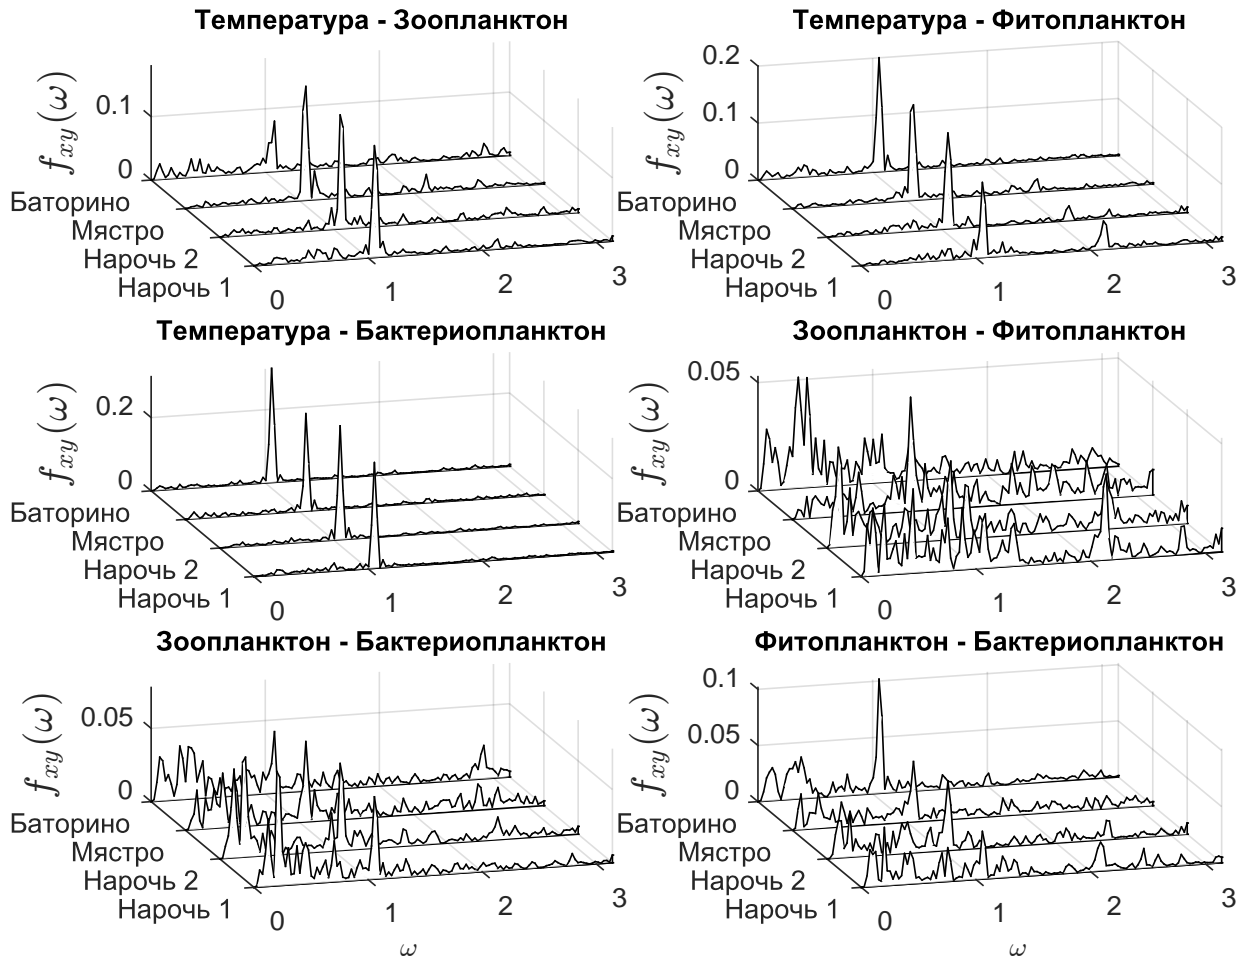 Температура - Зоопланктон
f_{xy}(ω)
0.1
0
Баторино
Мястро
Нарочь 2
Нарочь 1
0
1
2
3
Температура - Фитопланктон
f_{xy}(ω)
0.2
0.1
0
Баторино
Мястро
Нарочь 2
Нарочь 1
0
1
2
3
Температура - Бактериопланктон
f_{xy}(ω)
0.2
0
Баторино
Мястро
Нарочь 2
Нарочь 1
0
1
2
3
Зоопланктон - Фитопланктон
f_{xy}(ω)
0.05
0
Баторино
Мястро
Нарочь 2
Нарочь 1
0
1
2
3
Зоопланктон - Бактериопланктон
f_{xy}(ω)
0.05
0
Баторино
Мястро
Нарочь 2
Нарочь 1
0
1
2
3
ω
Фитопланктон - Бактериопланктон
f_{xy}(ω)
0.1
0.05
0
Баторино
Мястро
Нарочь 2
Нарочь 1
0
1
2
3
ω